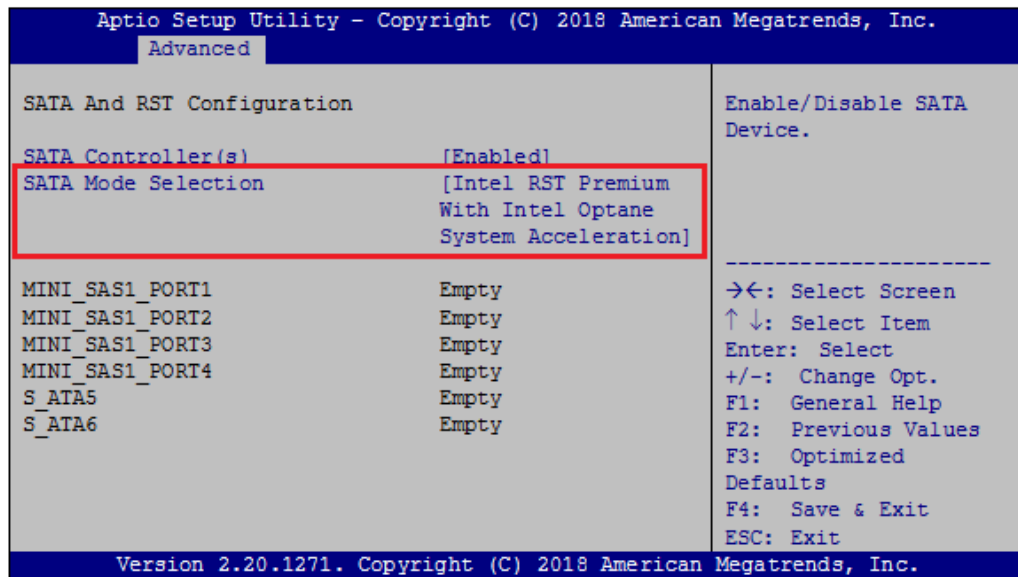 Aptio Setup Utility – Copyright (C) 2018 American Megatrends, Inc.
Advanced
SATA And RST Configuration
SATA Controller(s) [Enabled]
SATA Mode Selection [Intel RST Premium
With Intel Optane
System Acceleration]
MINI_SAS1_PORT1 Empty
MINI_SAS1_PORT2 Empty
MINI_SAS1_PORT3 Empty
MINI_SAS1_PORT4 Empty
S_ATA5 Empty
S_ATA6 Empty
Enable/Disable SATA
Device.
----------------------
→←: Select Screen
↑ ↓: Select Item
Enter: Select
+/-: Change Opt.
F1: General Help
F2: Previous Values
F3: Optimized
Defaults
F4: Save & Exit
ESC: Exit
Version 2.20.1271. Copyright (C) 2018 American Megatrends, Inc.